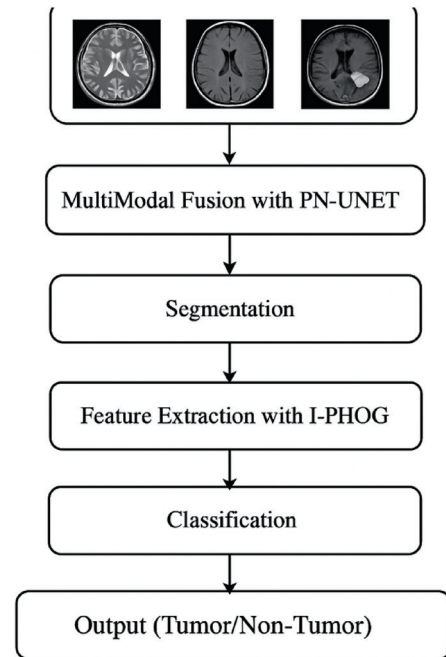 MultiModal Fusion with PN-UNET
Segmentation
Feature Extraction with I-PHOG
Classification
Output (Tumor/Non-Tumor)